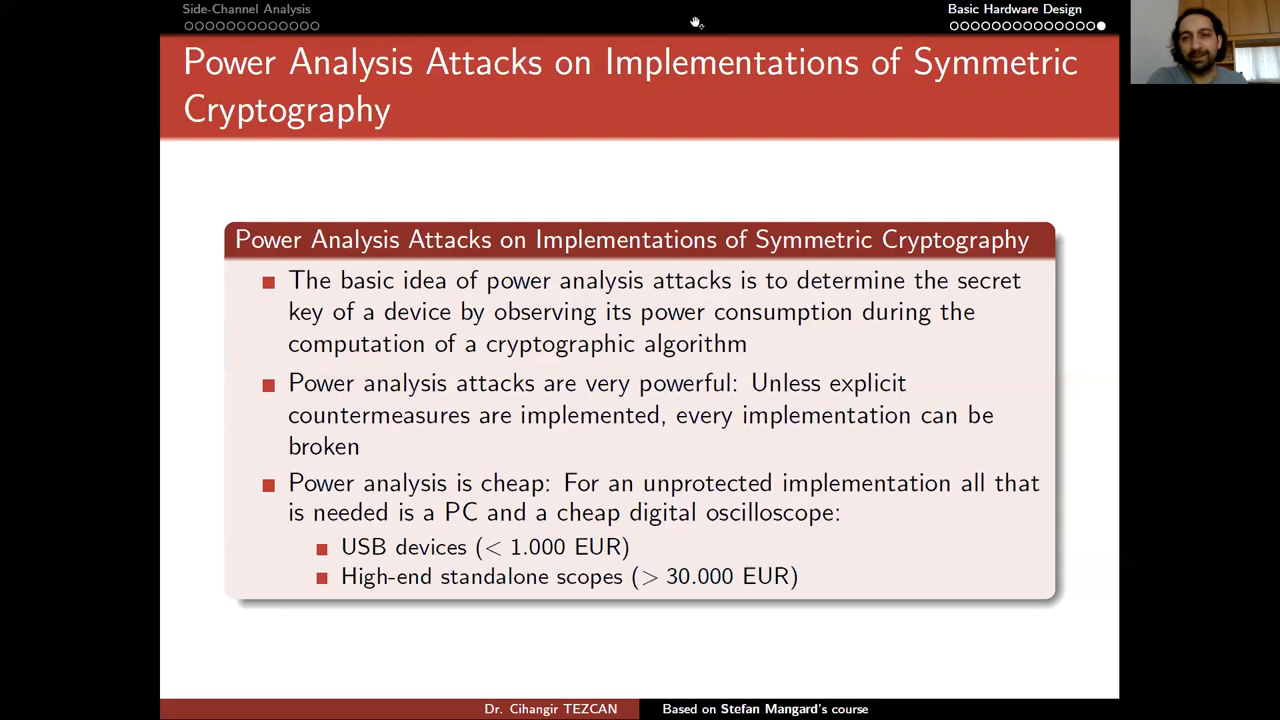 Side-Channel Analysis
Basic Hardware Design
Power Analysis Attacks on Implementations of Symmetric
Cryptography
Power Analysis Attacks on Implementations of Symmetric Cryptography
The basic idea of power analysis attacks is to determine the secret
key of a device by observing its power consumption during the
computation of a cryptographic algorithm
Power analysis attacks are very powerful: Unless explicit
countermeasures are implemented, every implementation can be
broken
Power analysis is cheap: For an unprotected implementation all that
is needed is a PC and a cheap digital oscilloscope:
USB devices (< 1.000 EUR)
High-end standalone scopes (> 30.000 EUR)
Dr. Cihangir TEZCAN
Based on Stefan Mangard's course